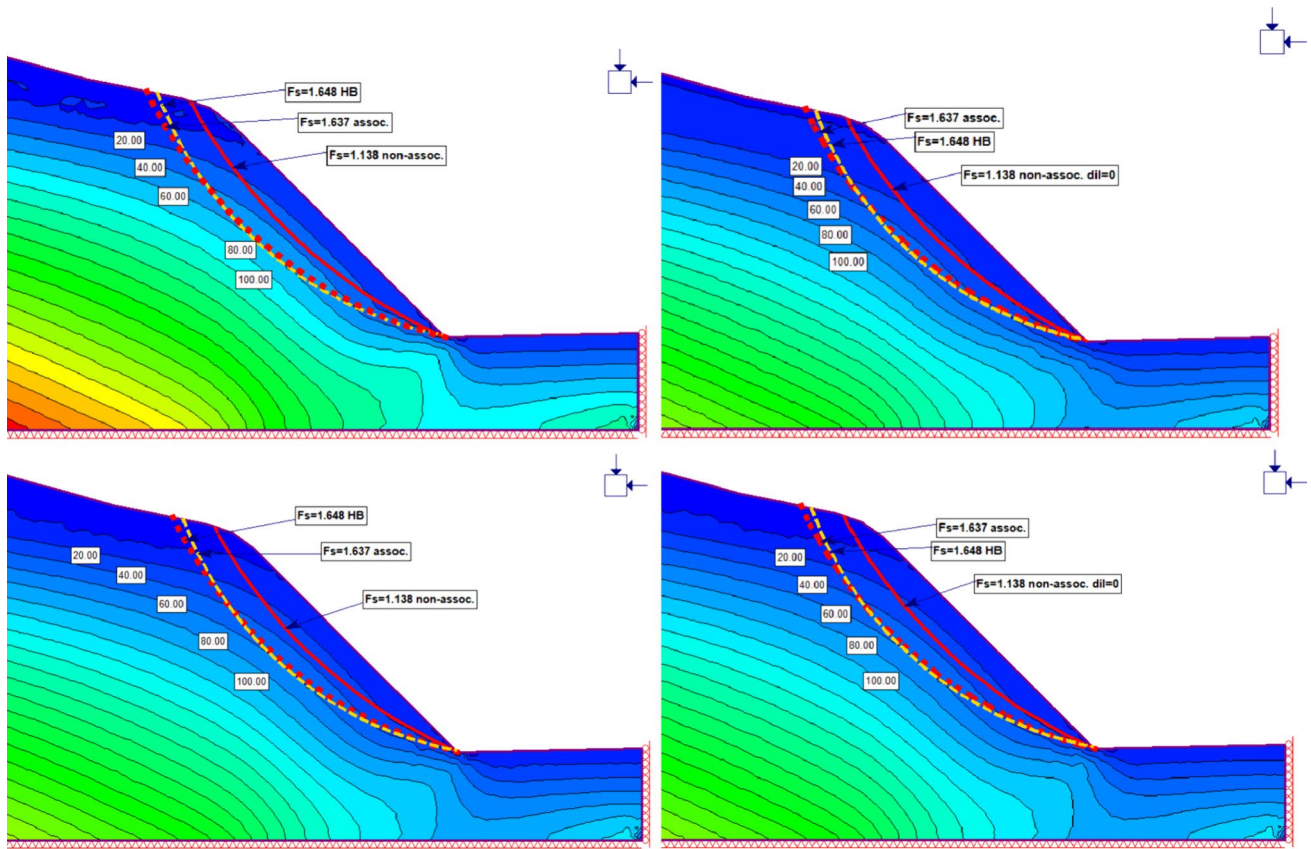 Fs=1.648 HB
Fs=1.637 assoc.
Fs=1.138 non-assoc.
20.00
40.00
60.00
80.00
100.00
Fs=1.637 assoc.
Fs=1.648 HB
Fs=1.138 non-assoc. dil=0
20.00
40.00
60.00
80.00
100.00
Fs=1.648 HB
Fs=1.637 assoc.
Fs=1.138 non-assoc.
20.00
40.00
60.00
80.00
100.00
Fs=1.637 assoc.
Fs=1.648 HB
Fs=1.138 non-assoc. dil=0
20.00
40.00
60.00
80.00
100.00